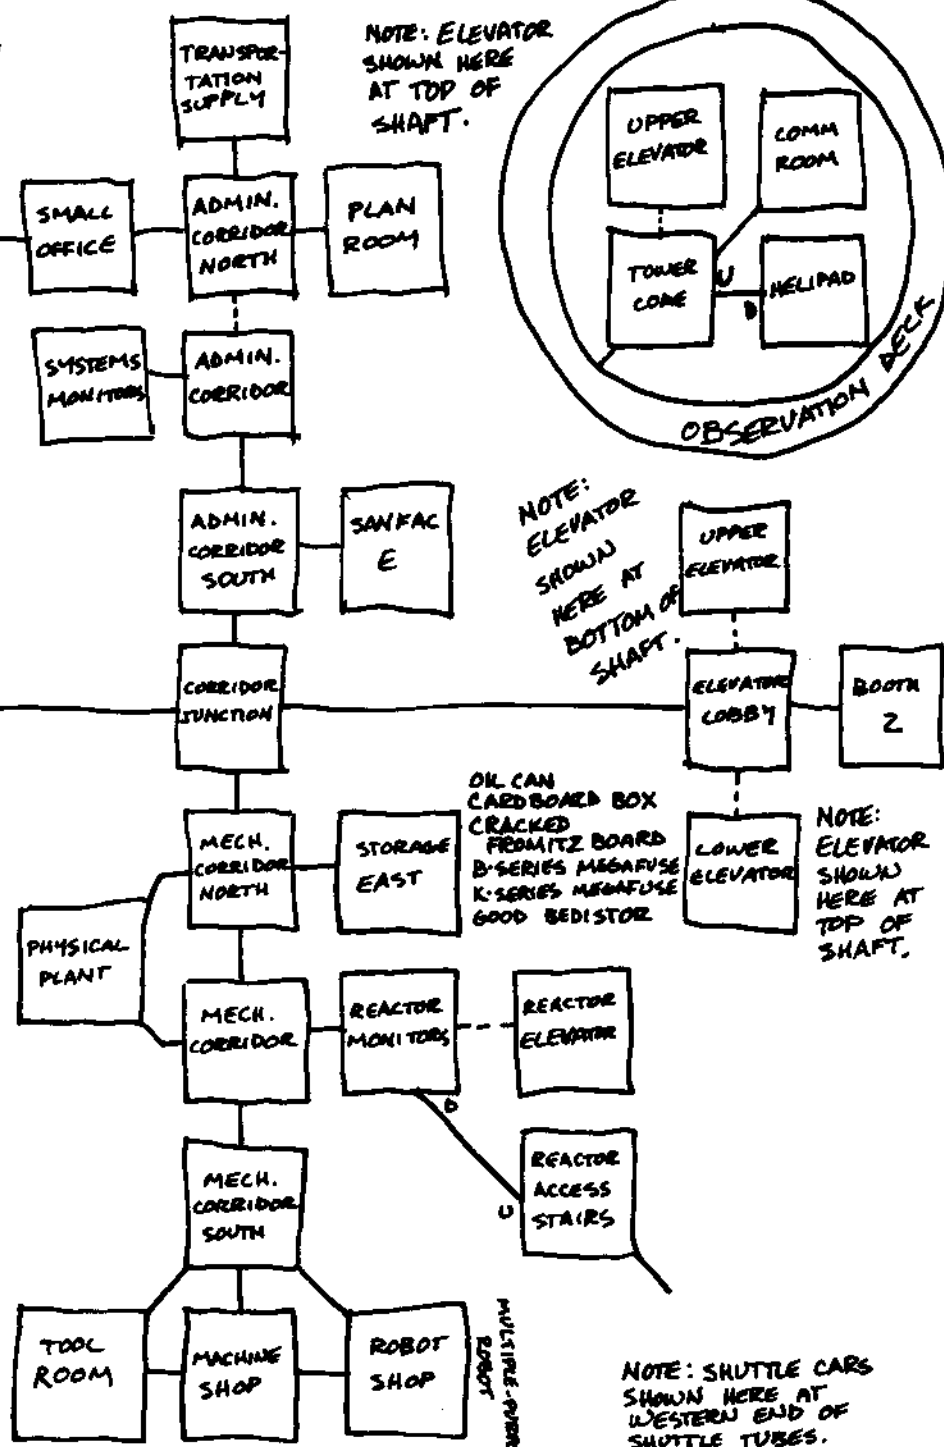 TRANSPOR-
TATION
SUPPLY
NOTE: ELEVATOR
SHOWN HERE
AT TOP OF
SHAFT.
UPPER
ELEVATOR
COMM
ROOM
SMALL
OFFICE
ADMIN.
CORRIDOR
NORTH
PLAN
ROOM
TOWER
CORE
U
D
HELIPAD
OBSERVATION DECK
SYSTEMS
MONITORS
ADMIN.
CORRIDOR
ADMIN.
CORRIDOR
SOUTH
SANFAC
E
NOTE:
ELEVATOR
SHOWN
HERE AT
BOTTOM OF
SHAFT.
UPPER
ELEVATOR
CORRIDOR
JUNCTION
ELEVATOR
LOBBY
BOOTH
2
MECH.
CORRIDOR
NORTH
STORAGE
EAST
OIL CAN
CARDBOARD BOX
CRACKED
FROMITZ BOARD
B-SERIES MEGAFUSE
K-SERIES MEGAFUSE
GOOD BEDISTOR
LOWER
ELEVATOR
NOTE:
ELEVATOR
SHOWN
HERE AT
TOP OF
SHAFT.
PHYSICAL
PLANT
MECH.
CORRIDOR
REACTOR
MONITORS
REACTOR
ELEVATOR
D
U
REACTOR
ACCESS
STAIRS
MECH.
CORRIDOR
SOUTH
TOOL
ROOM
MACHINE
SHOP
ROBOT
SHOP
ROBOT
NOTE: SHUTTLE CARS
SHOWN HERE AT
WESTERN END OF
SHUTTLE TUBES.